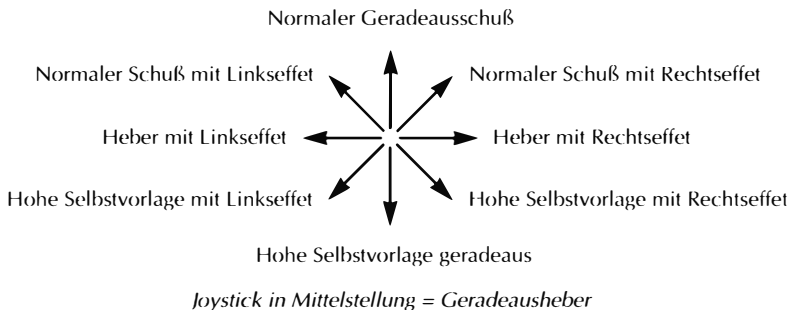 Normaler Geradeausschuß
Normaler Schuß mit Linkseffet
Normaler Schuß mit Rechtseffet
Heber mit Linkseffet
Heber mit Rechtseffet
Hohe Selbstvorlage mit Linkseffet
Hohe Selbstvorlage mit Rechtseffet
Hohe Selbstvorlage geradeaus
Joystick in Mittelstellung = Geradeausheber